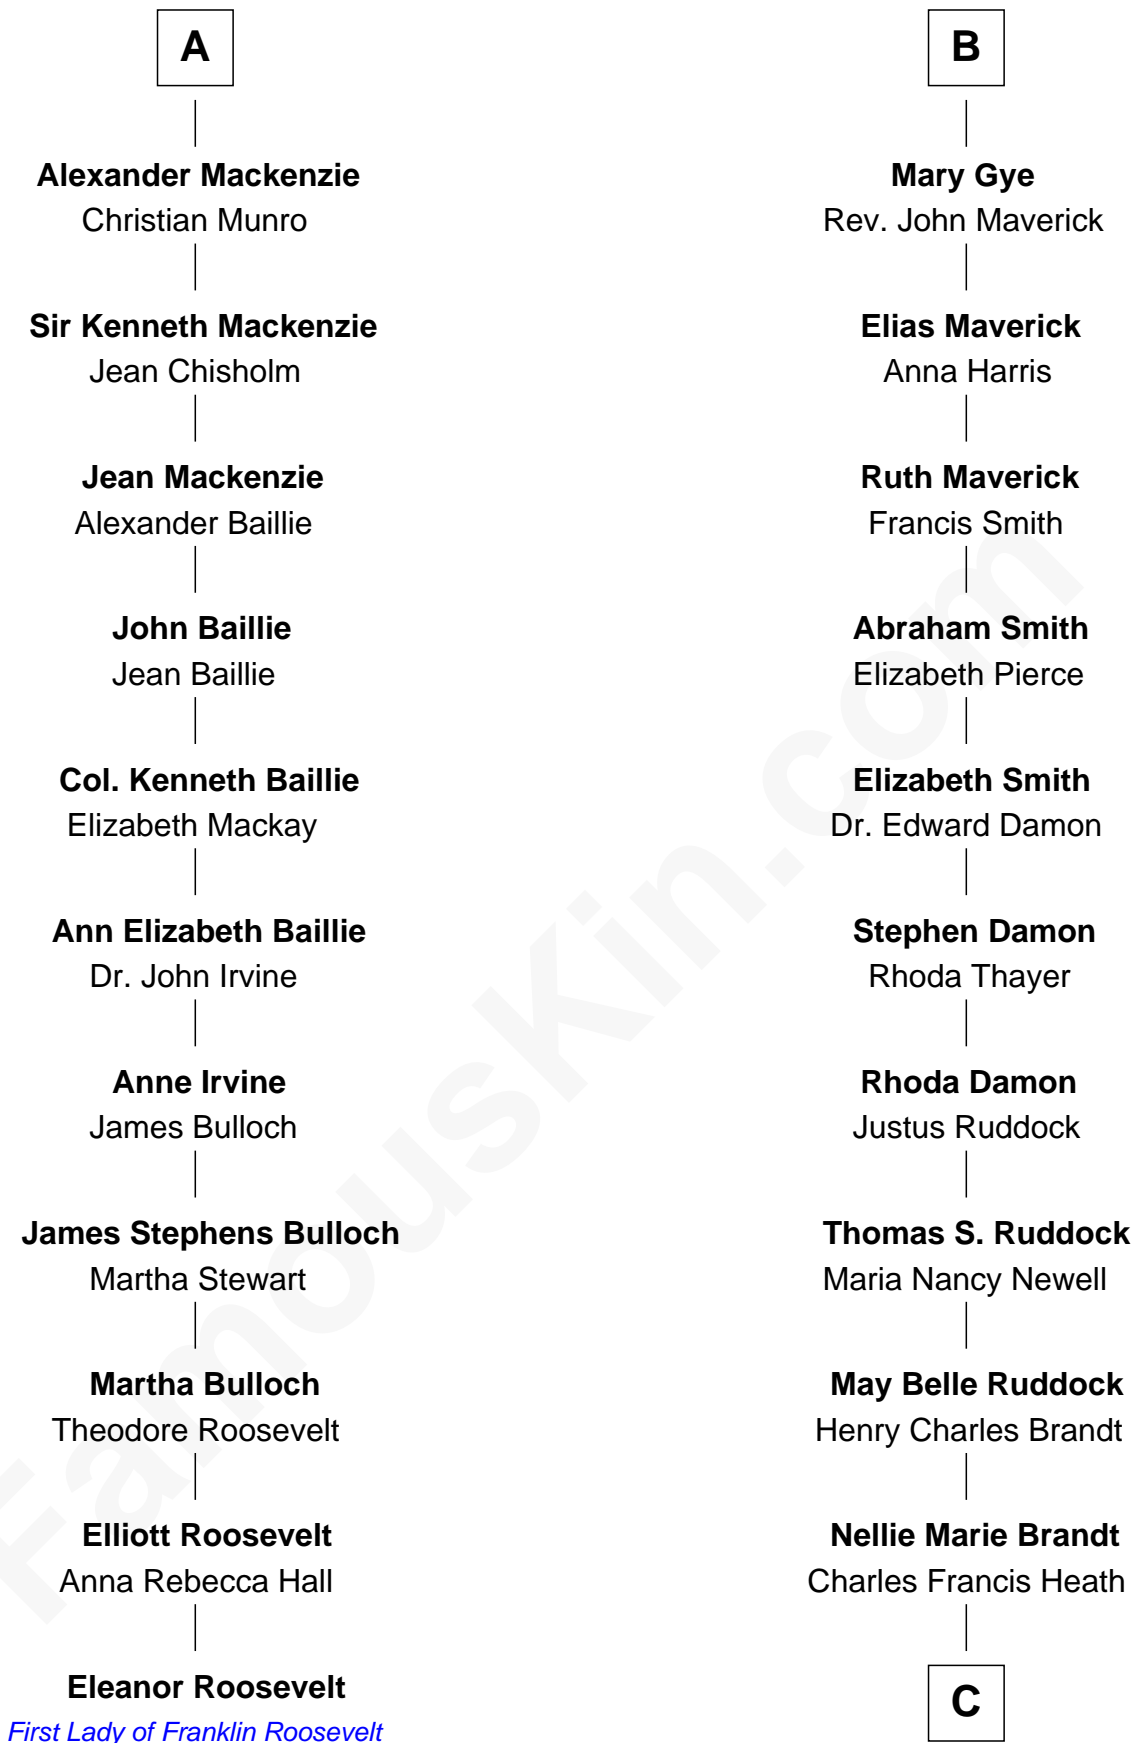 A
Alexander Mackenzie
Christian Munro
Sir Kenneth Mackenzie
Jean Chisholm
Jean Mackenzie
Alexander Baillie
John Baillie
Jean Baillie
Col. Kenneth Baillie
Elizabeth Mackay
Ann Elizabeth Baillie
Dr. John Irvine
Anne Irvine
James Bulloch
James Stephens Bulloch
Martha Stewart
Martha Bulloch
Theodore Roosevelt
Elliott Roosevelt
Anna Rebecca Hall
Eleanor Roosevelt
First Lady of Franklin Roosevelt
B
Mary Gye
Rev. John Maverick
Elias Maverick
Anna Harris
Ruth Maverick
Francis Smith
Abraham Smith
Elizabeth Pierce
Elizabeth Smith
Dr. Edward Damon
Stephen Damon
Rhoda Thayer
Rhoda Damon
Justus Ruddock
Thomas S. Ruddock
Maria Nancy Newell
May Belle Ruddock
Henry Charles Brandt
Nellie Marie Brandt
Charles Francis Heath
C
FamousKin.com